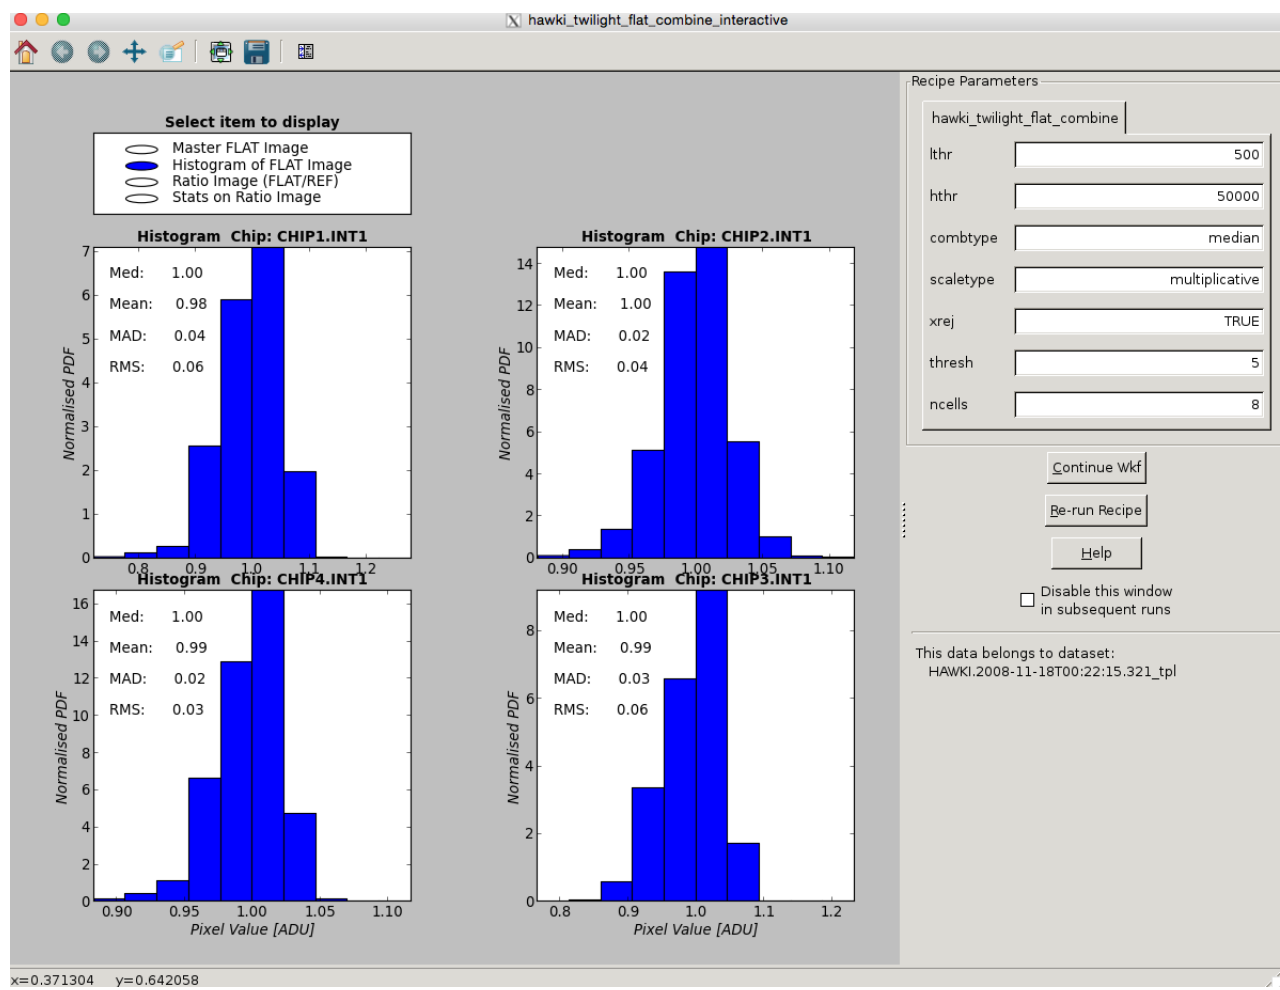 hawki_twilight_flat_combine_interactive
Select item to display
Master FLAT Image
Histogram of FLAT Image
Ratio Image (FLAT/REF)
Stats on Ratio Image
Histogram Chip: CHIP1.INT1
Med: 1.00
Mean: 0.98
MAD: 0.04
RMS: 0.06
Normalised PDF
7
6
5
4
3
2
1
0
0.8 0.9 1.0 1.1 1.2
Histogram Chip: CHIP2.INT1
Med: 1.00
Mean: 1.00
MAD: 0.02
RMS: 0.04
Normalised PDF
14
12
10
8
6
4
2
0
0.90 0.95 1.00 1.05 1.10
Histogram Chip: CHIP4.INT1
Med: 1.00
Mean: 0.99
MAD: 0.02
RMS: 0.03
Normalised PDF
16
14
12
10
8
6
4
2
0
0.90 0.95 1.00 1.05 1.10
Pixel Value [ADU]
Histogram Chip: CHIP3.INT1
Med: 1.00
Mean: 0.99
MAD: 0.03
RMS: 0.06
Normalised PDF
8
6
4
2
0
0.8 0.9 1.0 1.1 1.2
Pixel Value [ADU]
Recipe Parameters
hawki_twilight_flat_combine
lthr 500
hthr 50000
combtype median
scaletype multiplicative
xrej TRUE
thresh 5
ncells 8
Continue Wkf
Re-run Recipe
Help
Disable this window
in subsequent runs
This data belongs to dataset:
HAWKI.2008-11-18T00:22:15.321_tpl
x=0.371304 y=0.642058